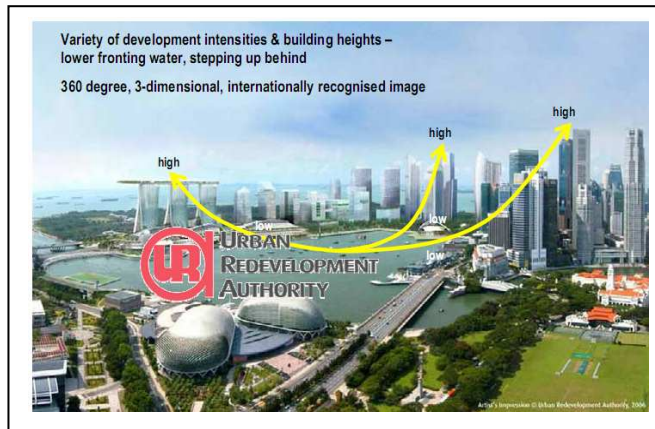 Variety of development intensities & building heights –
lower fronting water, stepping up behind
360 degree, 3-dimensional, internationally recognised image
high
high
high
low
low
low
URBAN
REDEVELOPMENT
AUTHORITY
Artist's Impression © Urban Redevelopment Authority, 2006